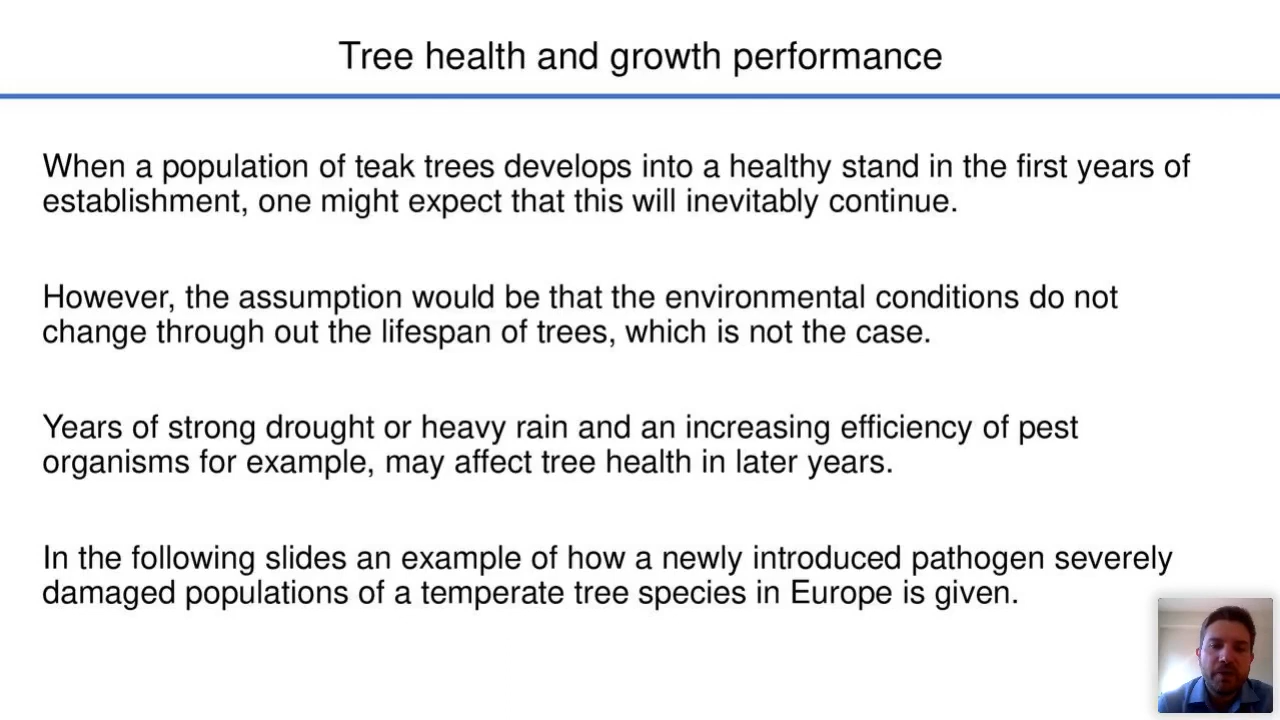 Tree health and growth performance
When a population of teak trees develops into a healthy stand in the first years of
establishment, one might expect that this will inevitably continue.
However, the assumption would be that the environmental conditions do not
change through out the lifespan of trees, which is not the case.
Years of strong drought or heavy rain and an increasing efficiency of pest
organisms for example, may affect tree health in later years.
In the following slides an example of how a newly introduced pathogen severely
damaged populations of a temperate tree species in Europe is given.